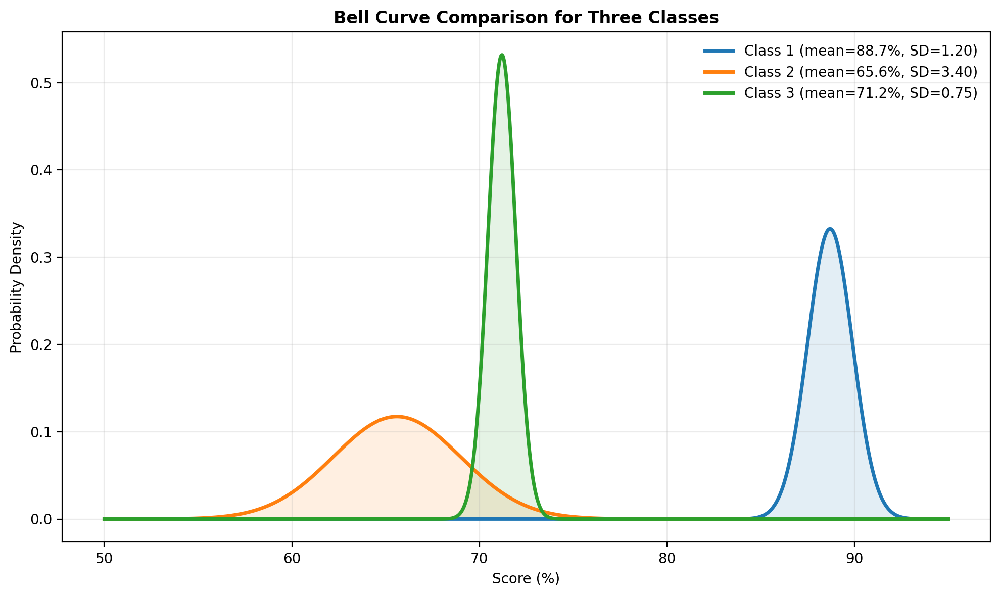 Bell Curve Comparison for Three Classes
Class 1 (mean=88.7%, SD=1.20)
Class 2 (mean=65.6%, SD=3.40)
Class 3 (mean=71.2%, SD=0.75)
Probability Density
0.5
0.4
0.3
0.2
0.1
0.0
50 60 70 80 90
Score (%)